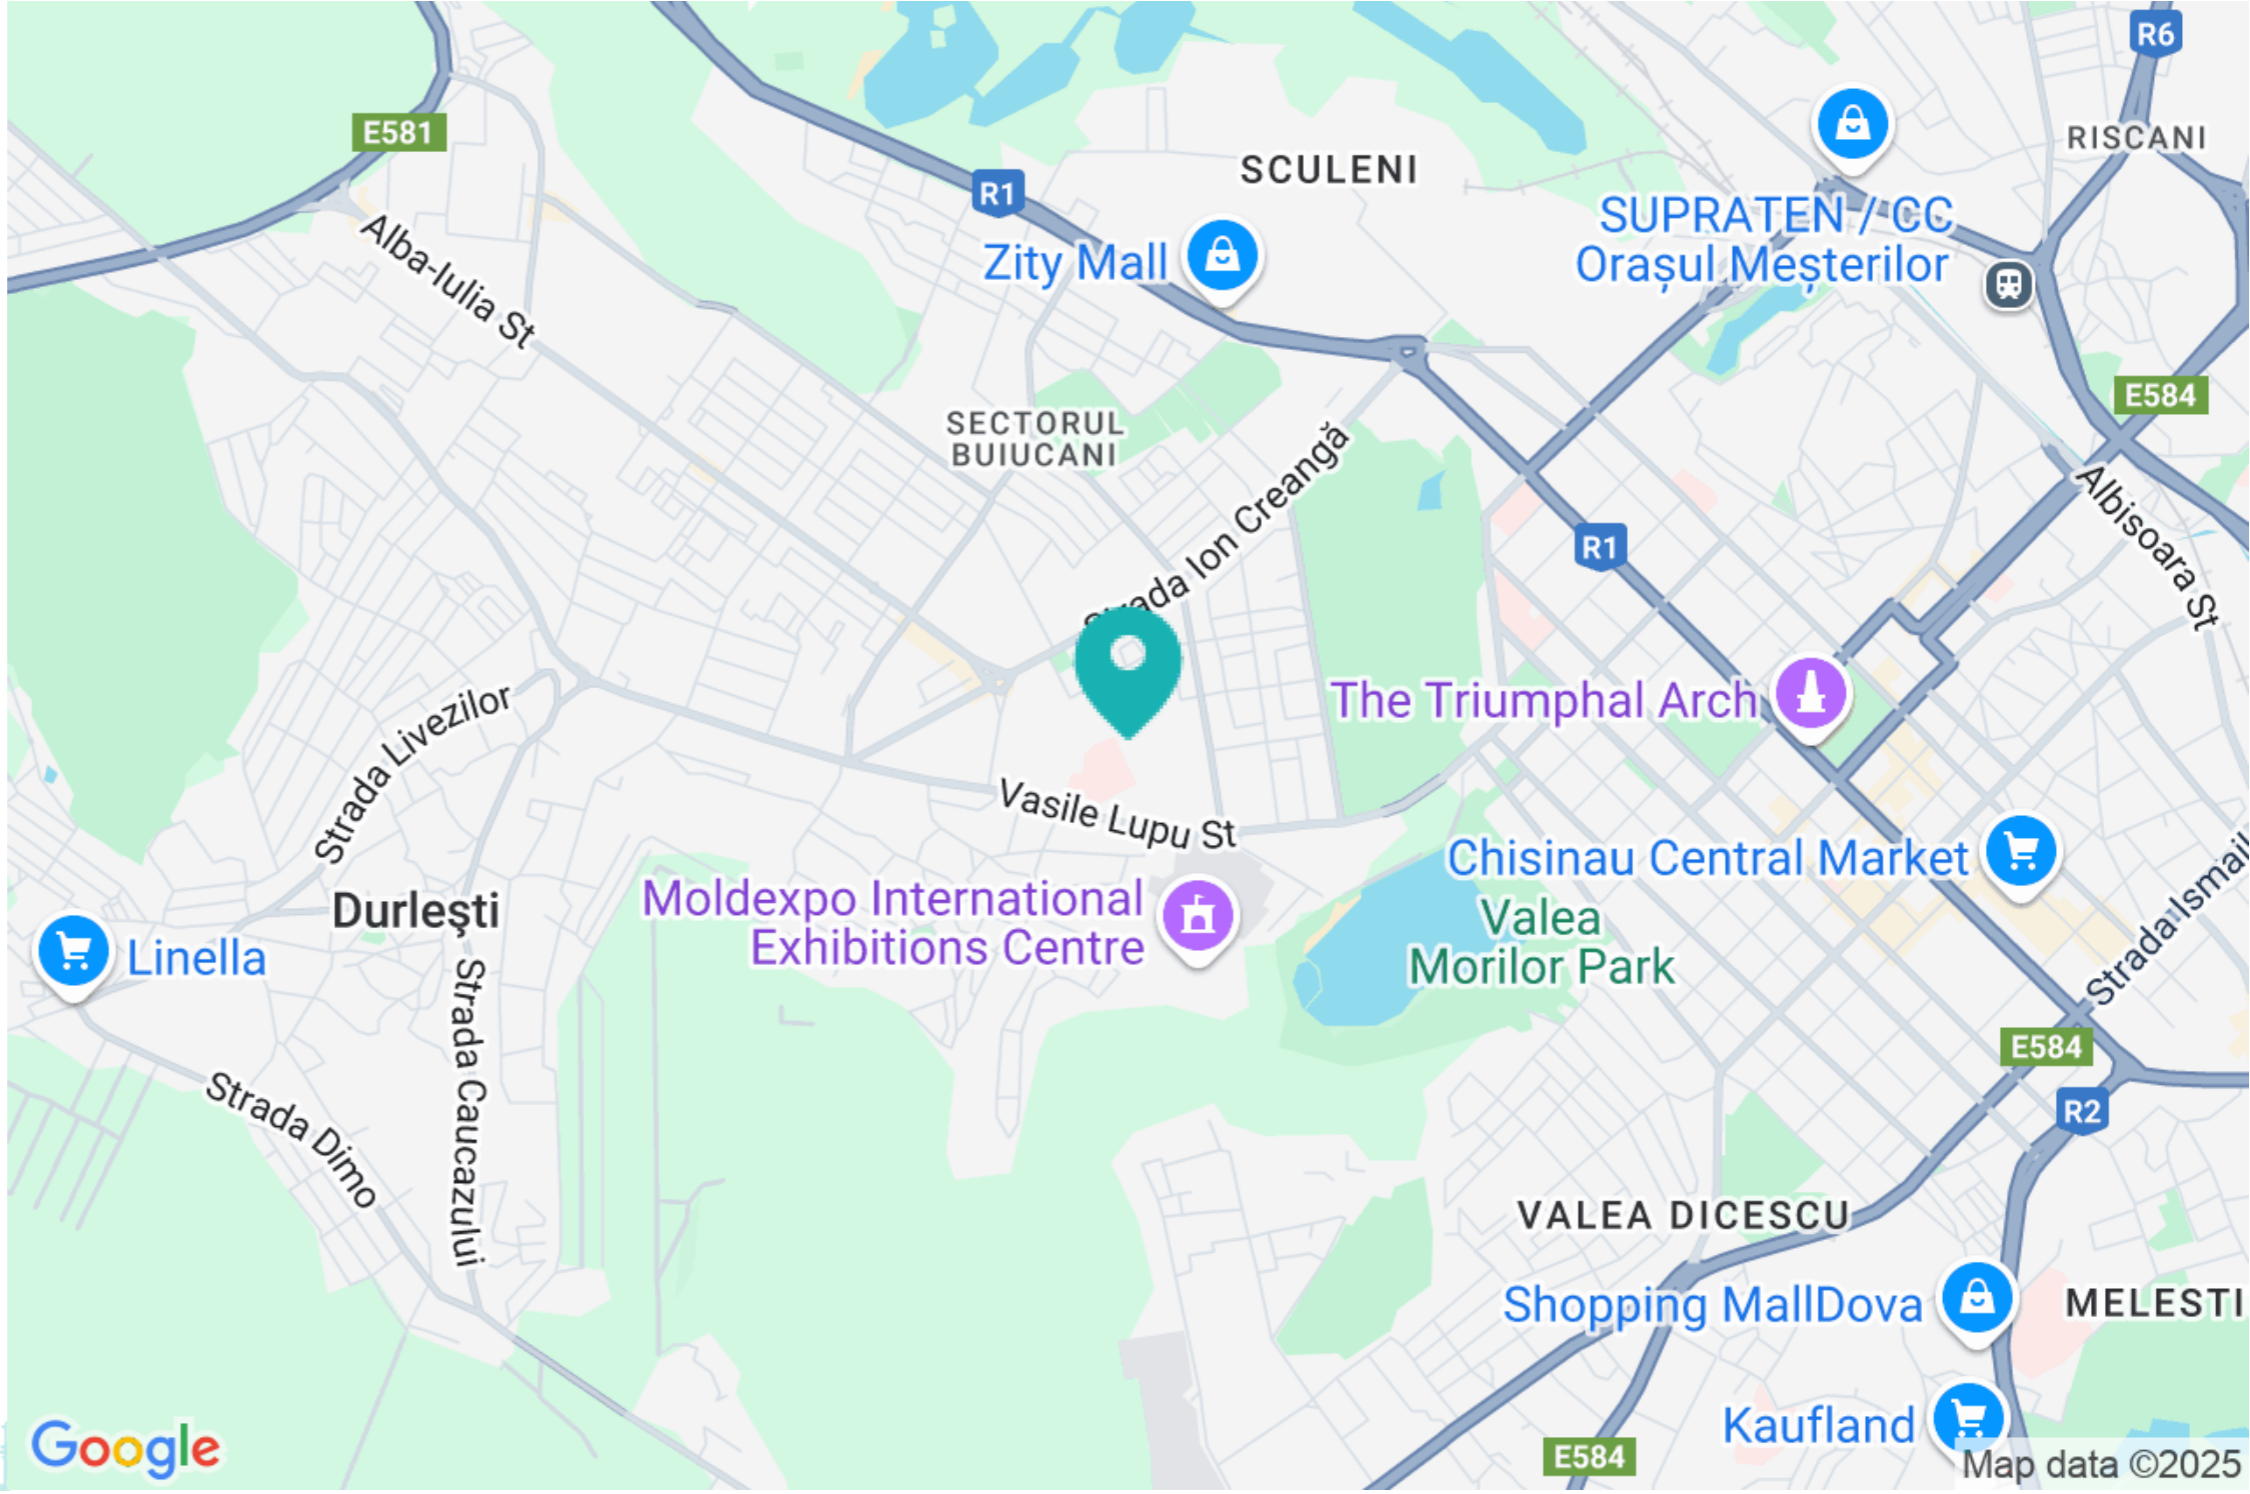 R6
E581
RISCANI
SCULENI
R1
SUPRATEN / CC
Orașul Meșterilor
Zity Mall
Alba-Iulia St
E584
SECTORUL
BUIUCANI
Strada Ion Creangă
R1
Albisoara St
The Triumphal Arch
Strada Livezilor
Vasile Lupu St
Chisinau Central Market
Strada Ismail
Durlești
Moldexpo International
Exhibitions Centre
Valea
Morilor Park
Linella
Strada Caucazului
E584
Strada Dimo
R2
VALEA DICESCU
Shopping MallDova
MELESTI
Kaufland
E584
Google
Map data ©2025